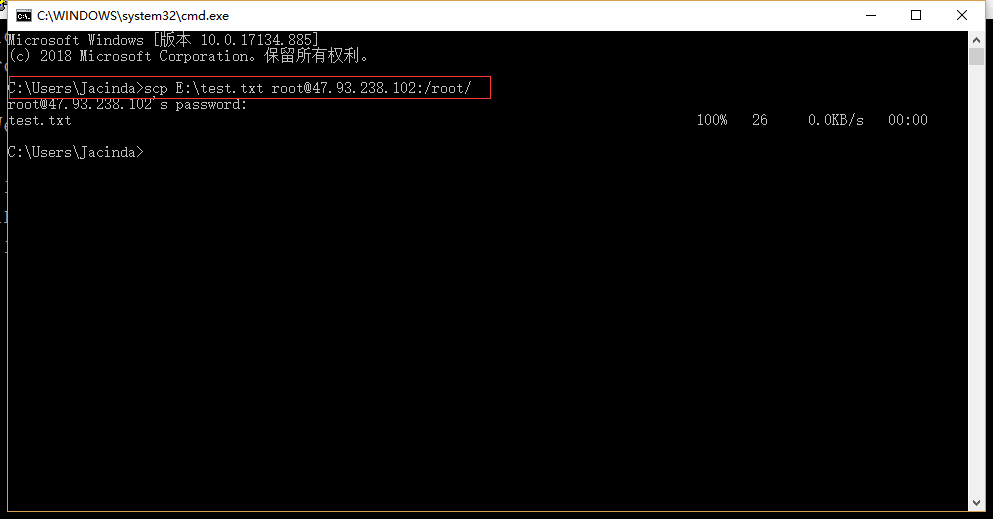 C:\WINDOWS\system32\cmd.exe
Microsoft Windows [版本 10.0.17134.885]
(c) 2018 Microsoft Corporation。保留所有权利。
C:\Users\Jacinda>scp E:\test.txt root@47.93.238.102:/root/
root@47.93.238.102's password:
test.txt 100% 26 0.0KB/s 00:00
C:\Users\Jacinda>